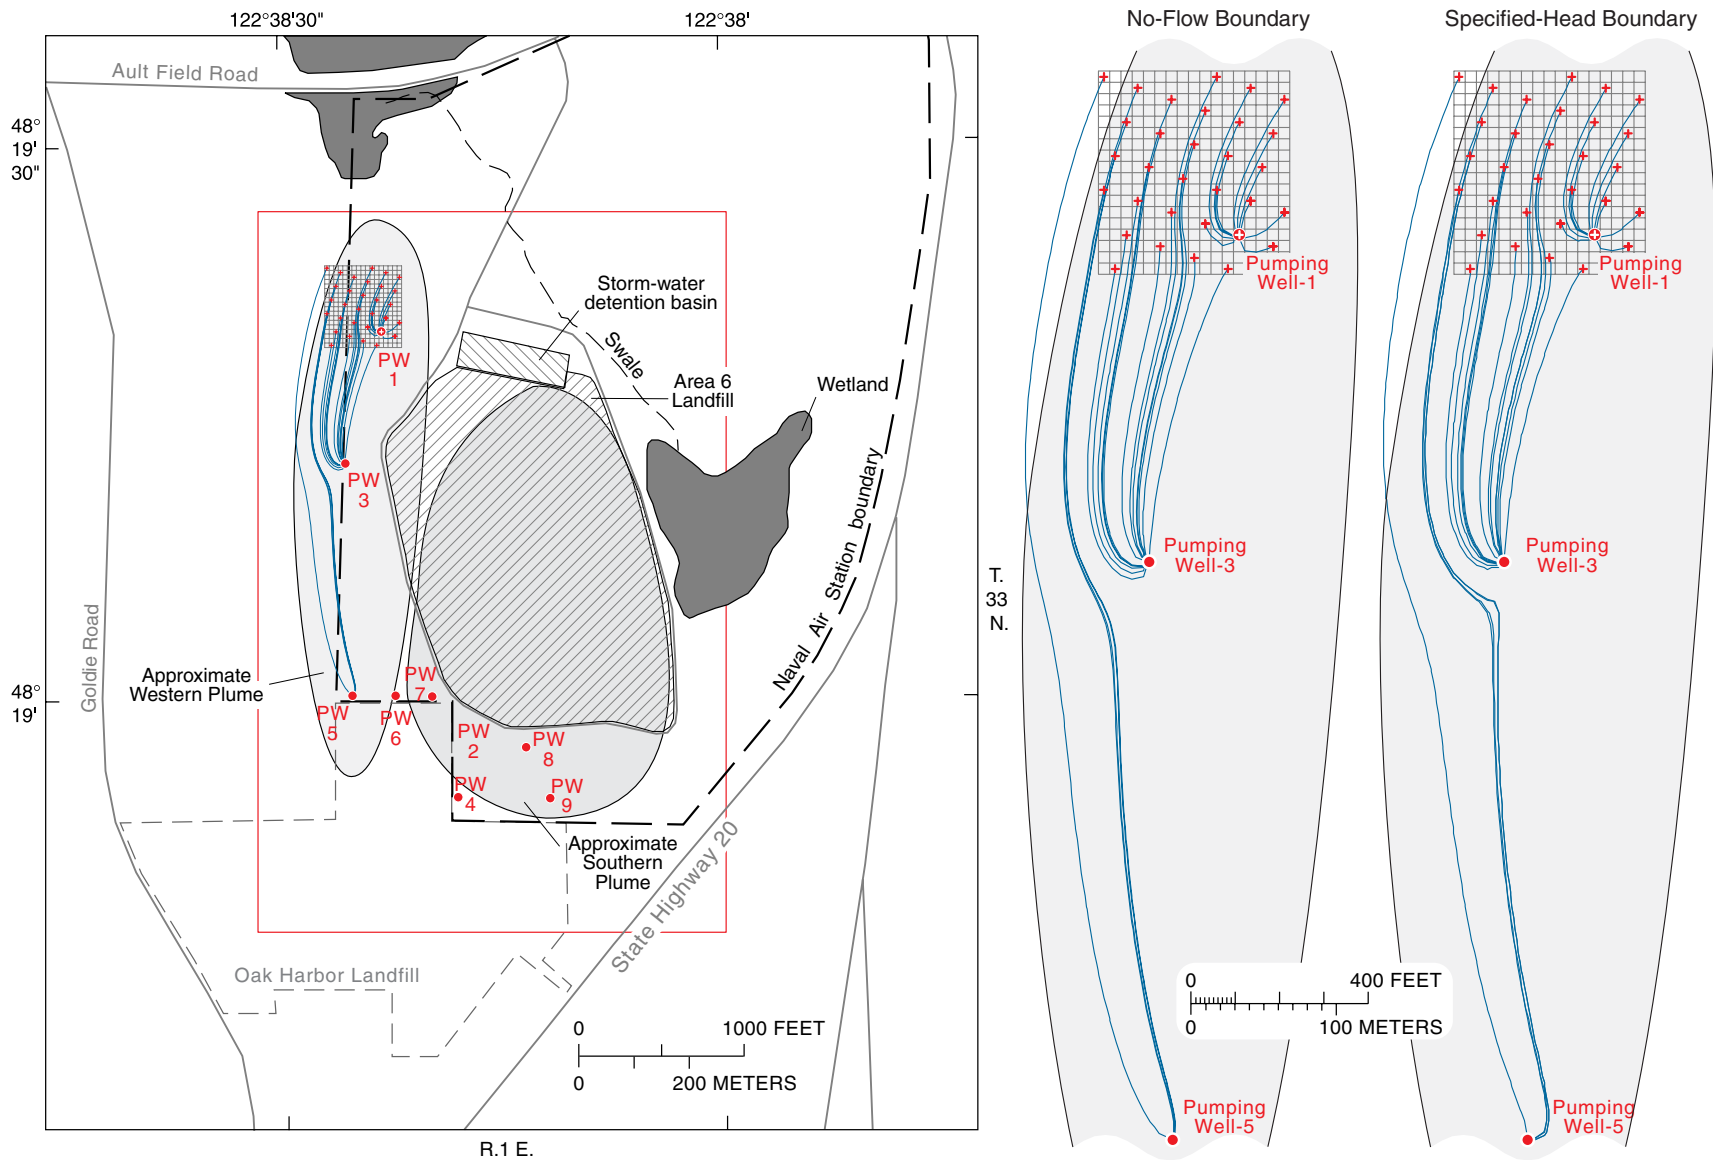 122°38'30"
122°38'
No-Flow Boundary
Specified-Head Boundary
Ault Field Road
48°
19'
30"
Storm-water
detention basin
Swale
Area 6
Landfill
Wetland
PW
1
PW
3
Naval Air Station boundary
T.
33
N.
Goldie Road
Approximate
Western Plume
48°
19'
PW
5
PW
6
PW
7
PW
2
PW
8
PW
4
PW
9
Approximate
Southern
Plume
State Highway 20
Oak Harbor Landfill
0
1000 FEET
0
200 METERS
R.1 E.
Pumping
Well-1
Pumping
Well-3
Pumping
Well-5
Pumping
Well-1
Pumping
Well-3
0
400 FEET
0
100 METERS
Pumping
Well-5